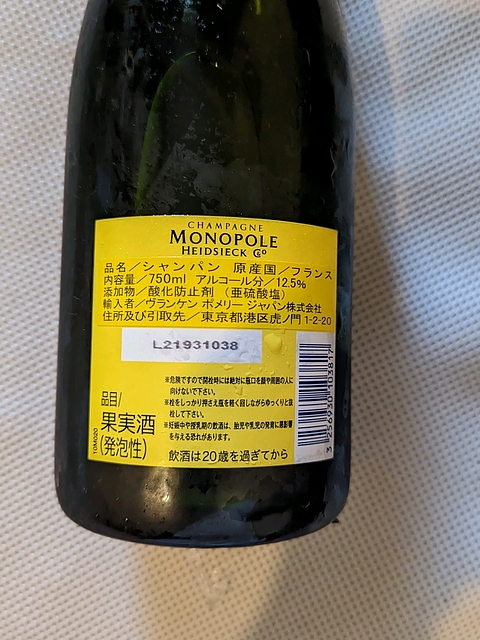 CHAMPAGNE
MONOPOLE
HEIDSIECK & Co
品名/シャンパン 原産国/フランス
内容量/750ml アルコール分/12.5%
添加物/酸化防止剤 (亜硫酸塩)
輸入者/ヴランケン ポメリー ジャパン株式会社
住所及び引取先/東京都港区虎ノ門1-2-20
L21931038
※危険ですので開栓時には絶対に瓶口を顔や周囲の人に
向けないで下さい。
※栓をしっかり押さえ瓶を軽く回しながらゆっくりと抜
栓して下さい。
※妊娠中や授乳期の飲酒は、胎児や乳児の発育に悪影響
を与える恐れがあります。
飲酒は20歳を過ぎてから
品目/
果実酒
(発泡性)
10M020
3 256930 103817